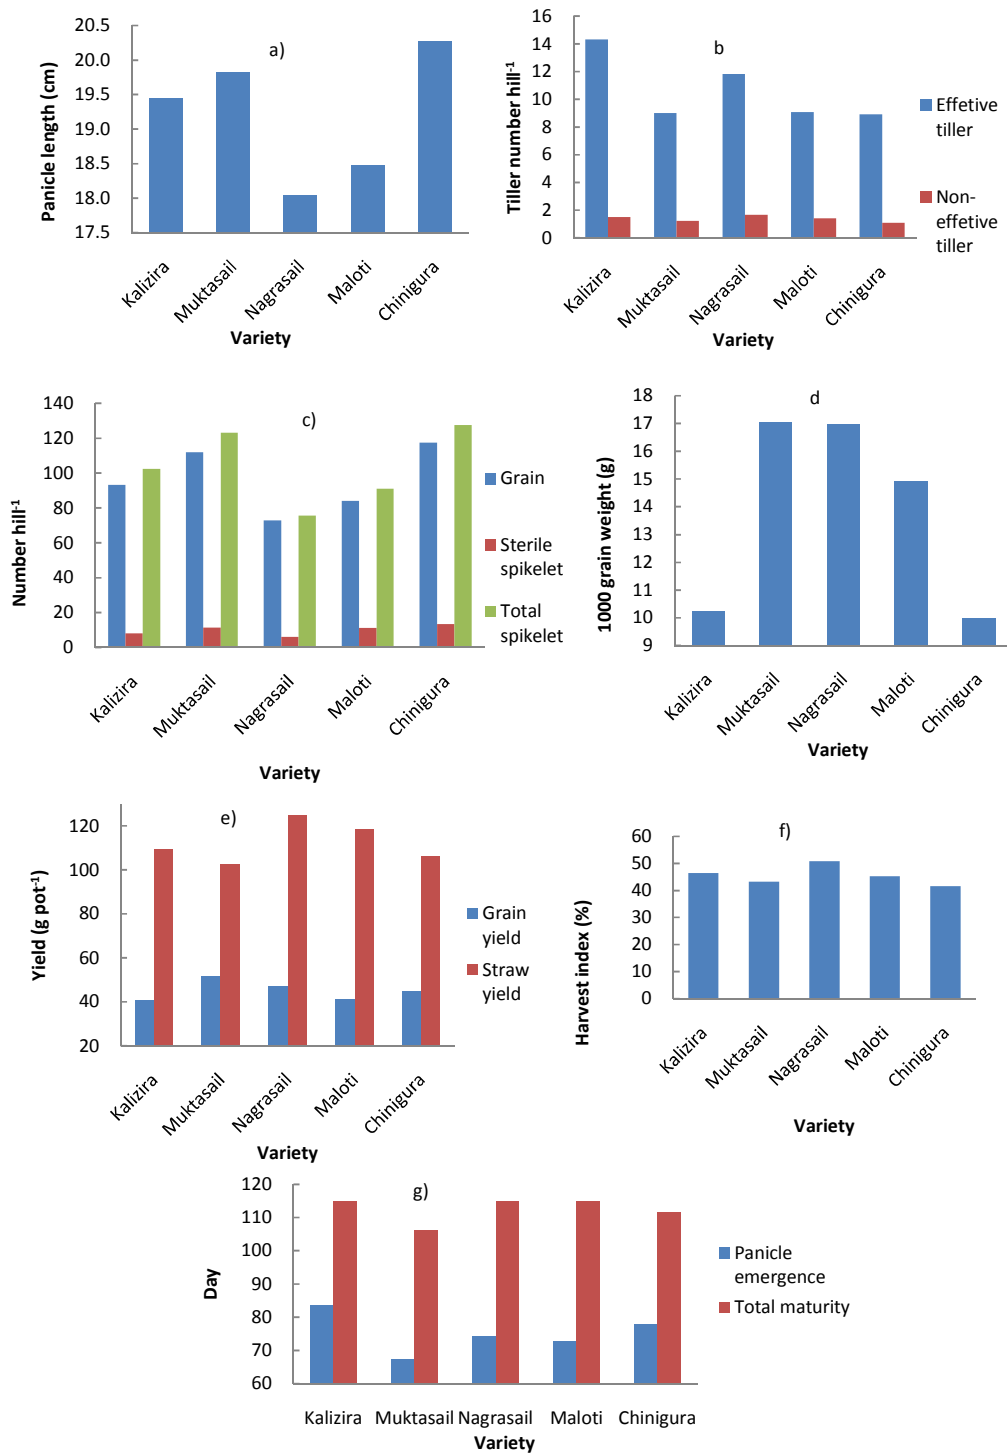 a)
Panicle length (cm)
20.5
20.0
19.5
19.0
18.5
18.0
17.5
Kalizira
Muktasail
Nagrasail
Maloti
Chinigura
Variety
b
Tiller number hill-1
16
14
12
10
8
6
4
2
0
Kalizira
Muktasail
Nagrasail
Maloti
Chinigura
Variety
Effetive
tiller
Non-
effetive
tiller
c)
Number hill-1
140
120
100
80
60
40
20
0
Kalizira
Muktasail
Nagrasail
Maloti
Chinigura
Variety
Grain
Sterile
spikelet
Total
spikelet
d
1000 grain weight (g)
18
17
16
15
14
13
12
11
10
9
Kalizira
Muktasail
Nagrasail
Maloti
Chinigura
Variety
e)
Yield (g pot-1)
120
100
80
60
40
20
Kalizira
Muktasail
Nagrasail
Maloti
Chinigura
Variety
Grain
yield
Straw
yield
f)
Harvest index (%)
60
50
40
30
20
10
0
Kalizira
Muktasail
Nagrasail
Maloti
Chinigura
Variety
g)
Day
120
110
100
90
80
70
60
Kalizira Muktasail Nagrasail Maloti Chinigura
Variety
Panicle
emergence
Total maturity